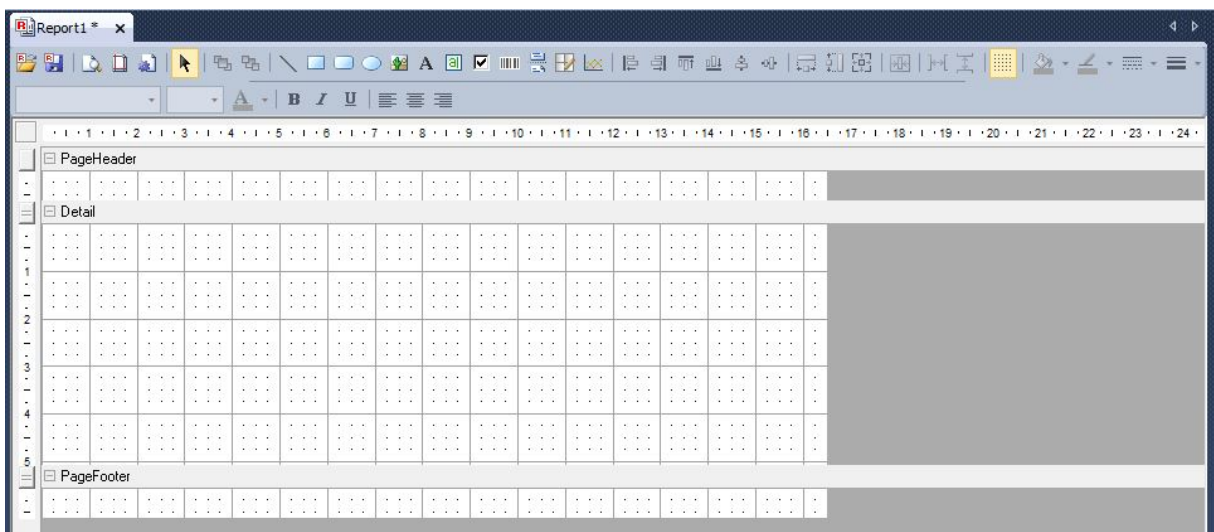 Report1 *
A a
A B I U
1 2 3 4 5 6 7 8 9 10 11 12 13 14 15 16 17 18 19 20 21 22 23 24
PageHeader
Detail
1
2
3
4
5
PageFooter